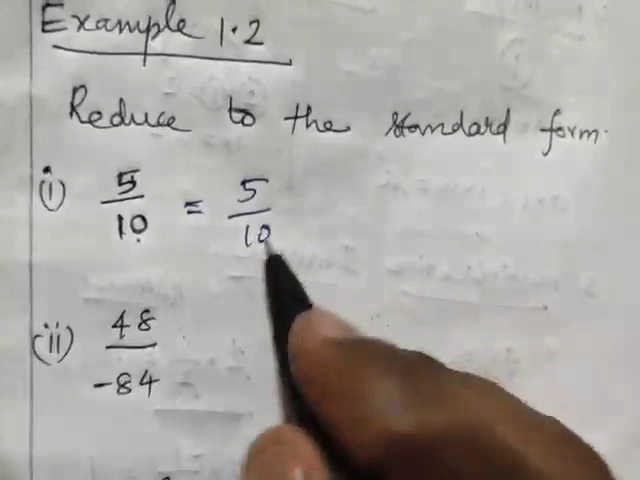 Example 1.2
Reduce to the standard form.
(i) 5/10 = 5/10
(ii) 48/-84